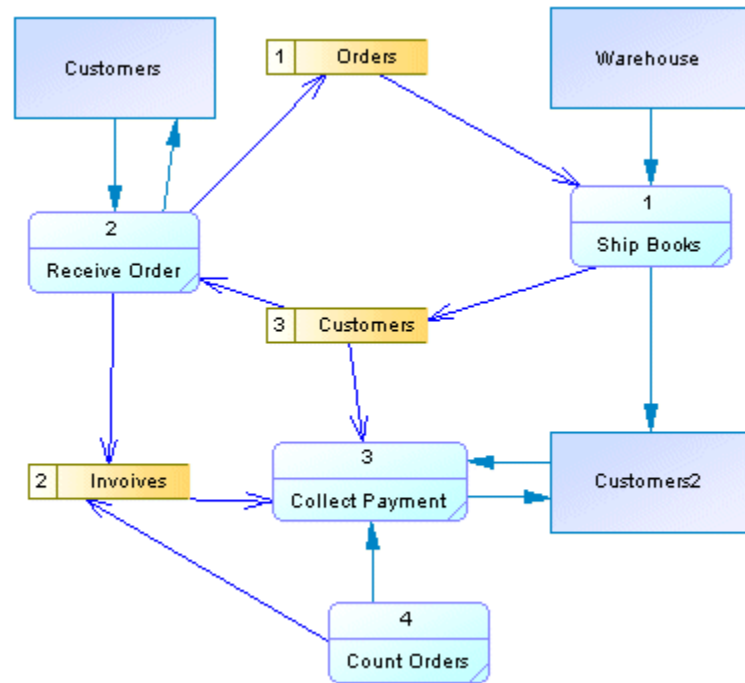 Customers
1 Orders
Warehouse
2
Receive Order
1
Ship Books
3 Customers
2 Invoives
3
Collect Payment
Customers2
4
Count Orders